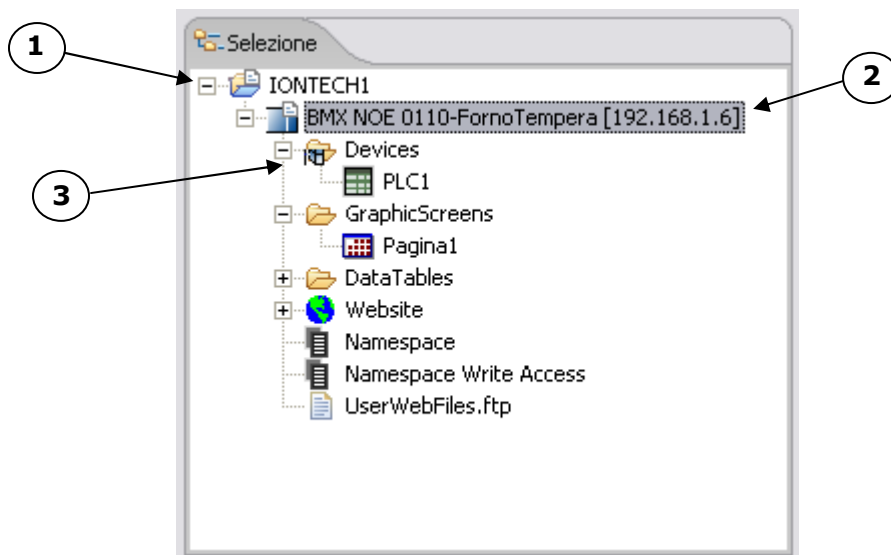 Selezione
1
IONTECH1
2
BMX NOE 0110-FornoTempera [192.168.1.6]
Devices
3
PLC1
GraphicScreens
Pagina1
DataTables
Website
Namespace
Namespace Write Access
UserWebFiles.ftp